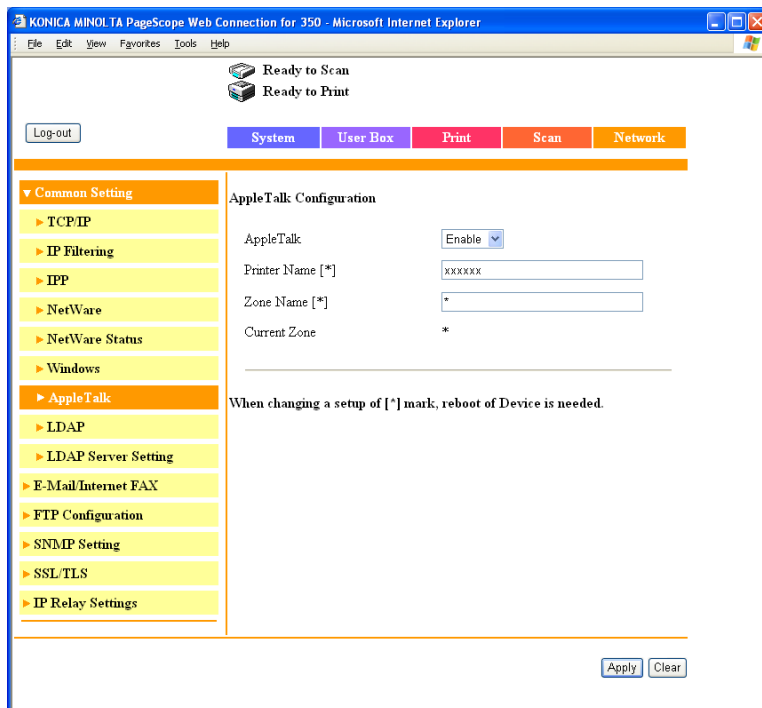 KONICA MINOLTA PageScope Web Connection for 350 - Microsoft Internet Explorer
File Edit View Favorites Tools Help
Ready to Scan
Ready to Print
Log-out
System User Box Print Scan Network
Common Setting
TCP/IP
IP Filtering
IPP
NetWare
NetWare Status
Windows
AppleTalk
LDAP
LDAP Server Setting
E-Mail/Internet FAX
FTP Configuration
SNMP Setting
SSL/TLS
IP Relay Settings
AppleTalk Configuration
AppleTalk Enable
Printer Name [*] xxxxxx
Zone Name [*] *
Current Zone *
When changing a setup of [*] mark, reboot of Device is needed.
Apply Clear